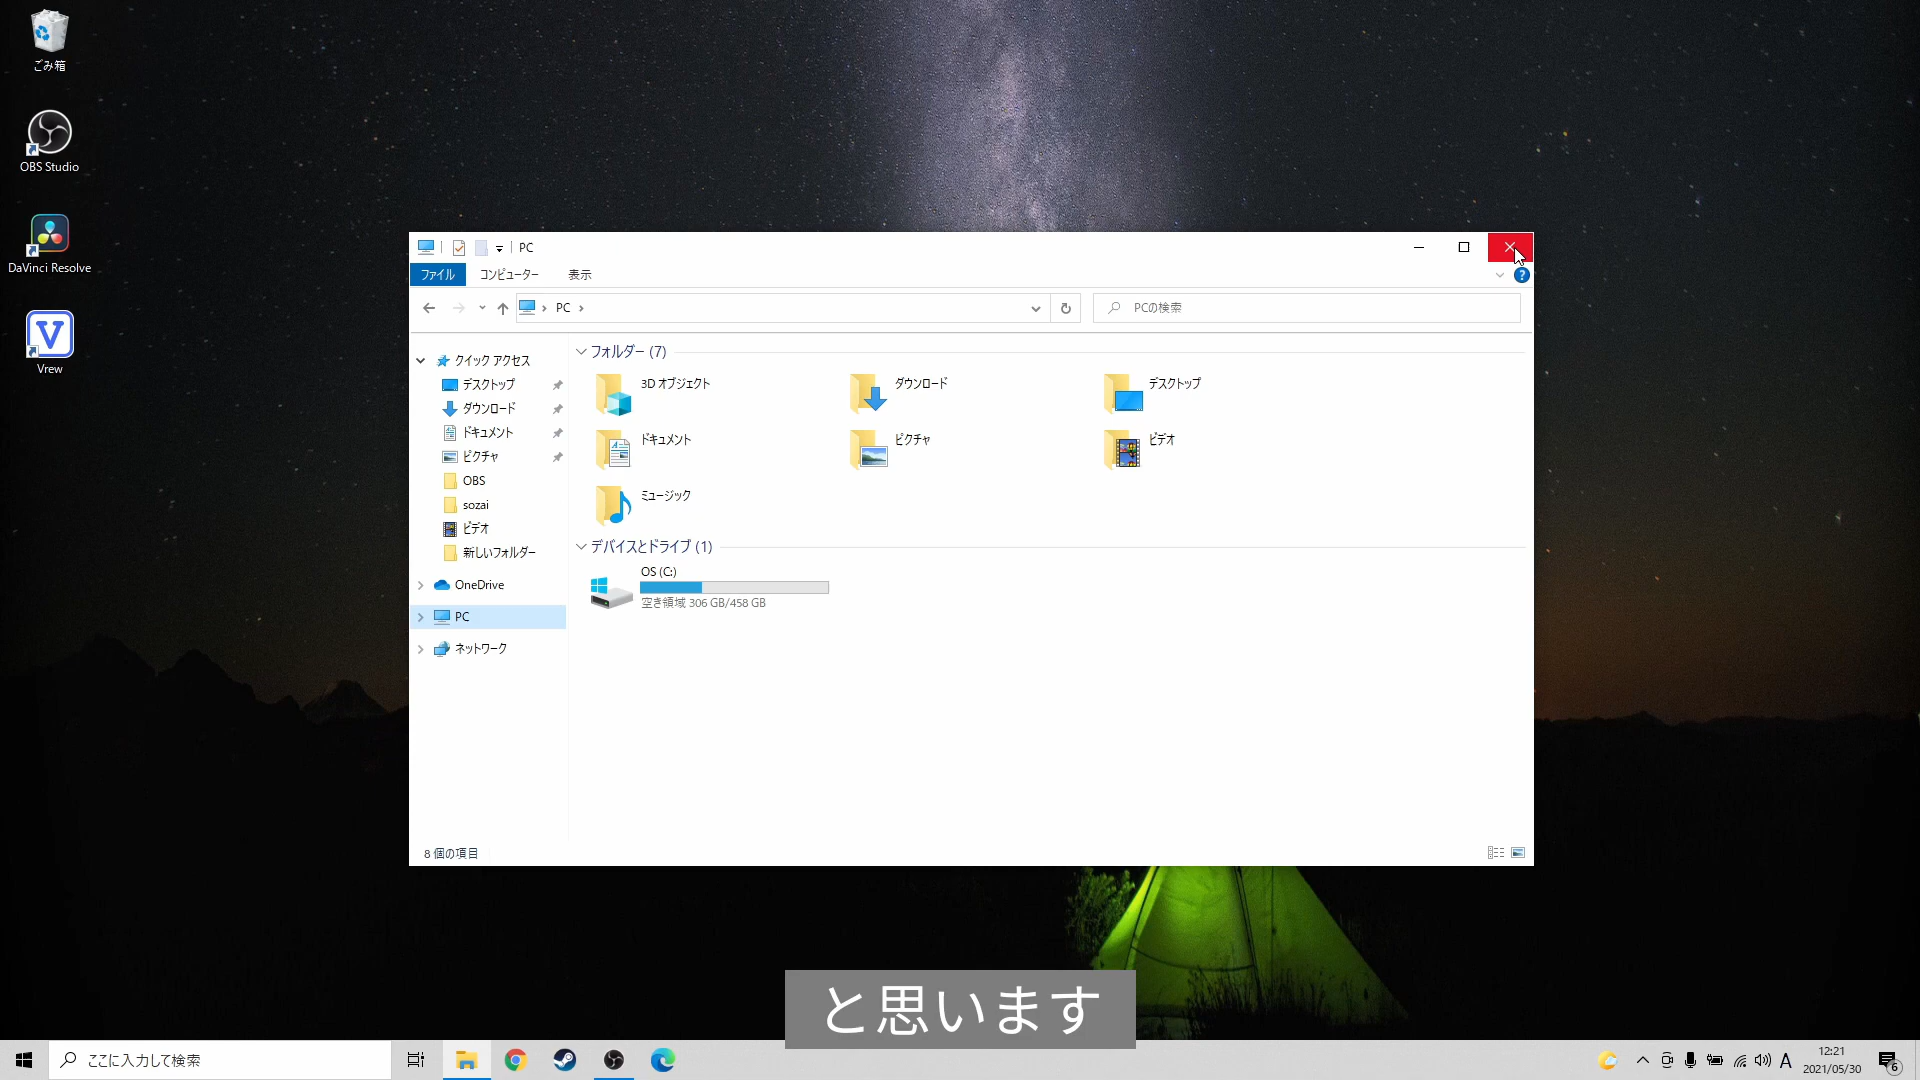 ごみ箱
OBS Studio
DaVinci Resolve
Vrew
PC
ファイル
コンピューター
表示
PC
PCの検索
クイック アクセス
デスクトップ
ダウンロード
ドキュメント
ピクチャ
OBS
sozai
ビデオ
新しいフォルダー
OneDrive
PC
ネットワーク
フォルダー (7)
3D オブジェクト
ダウンロード
デスクトップ
ドキュメント
ピクチャ
ビデオ
ミュージック
デバイスとドライブ (1)
OS (C:)
空き領域 306 GB/458 GB
8 個の項目
と思います
ここに入力して検索
A
12:21
2021/05/30
6